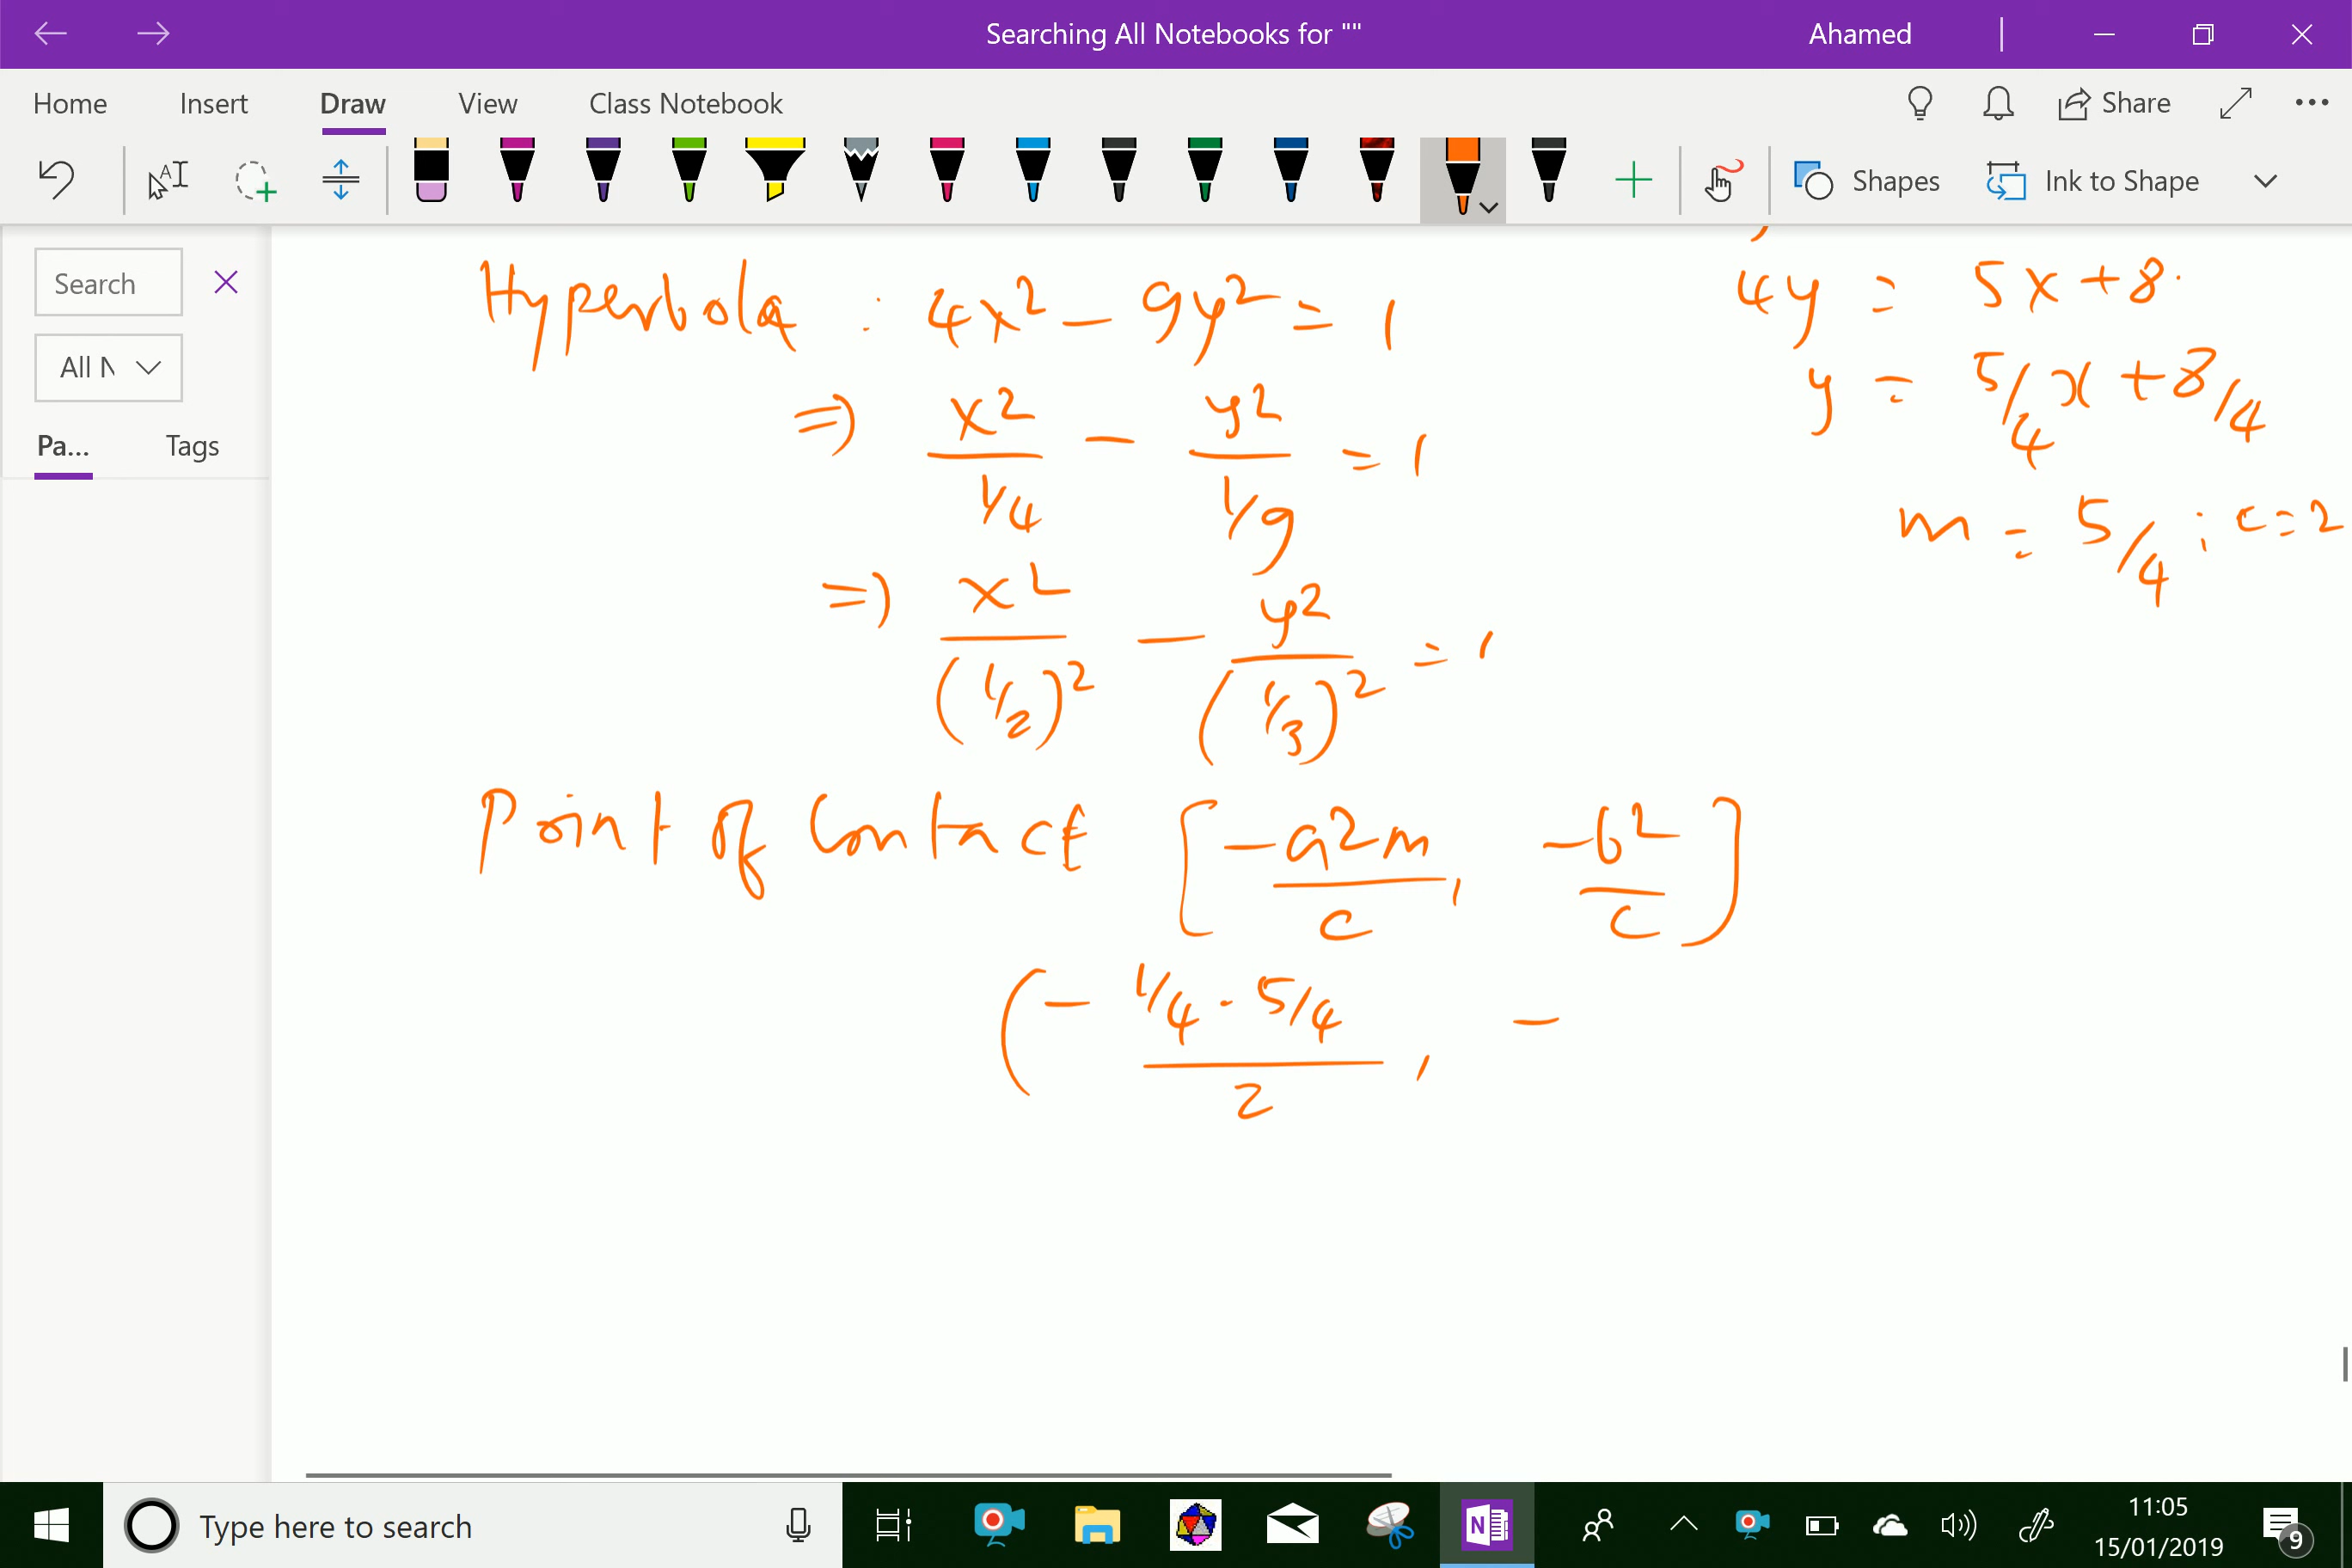 Searching All Notebooks for ""
Ahamed
Home Insert Draw View Class Notebook Share
Shapes Ink to Shape
Search
All N
Pa... Tags
Hyperbola : 4x² − 9y² = 1
⇒ x²/(1/4) − y²/(1/9) = 1
⇒ x²/(1/2)² − y²/(1/3)² = 1
Point of Contact [−a²m/c, −b²/c]
(− 1/4 · 5/4 / 2, −
4y = 5x + 8.
y = 5/4 x + 8/4
m = 5/4 ; c = 2
Type here to search
N
11:05
15/01/2019
9